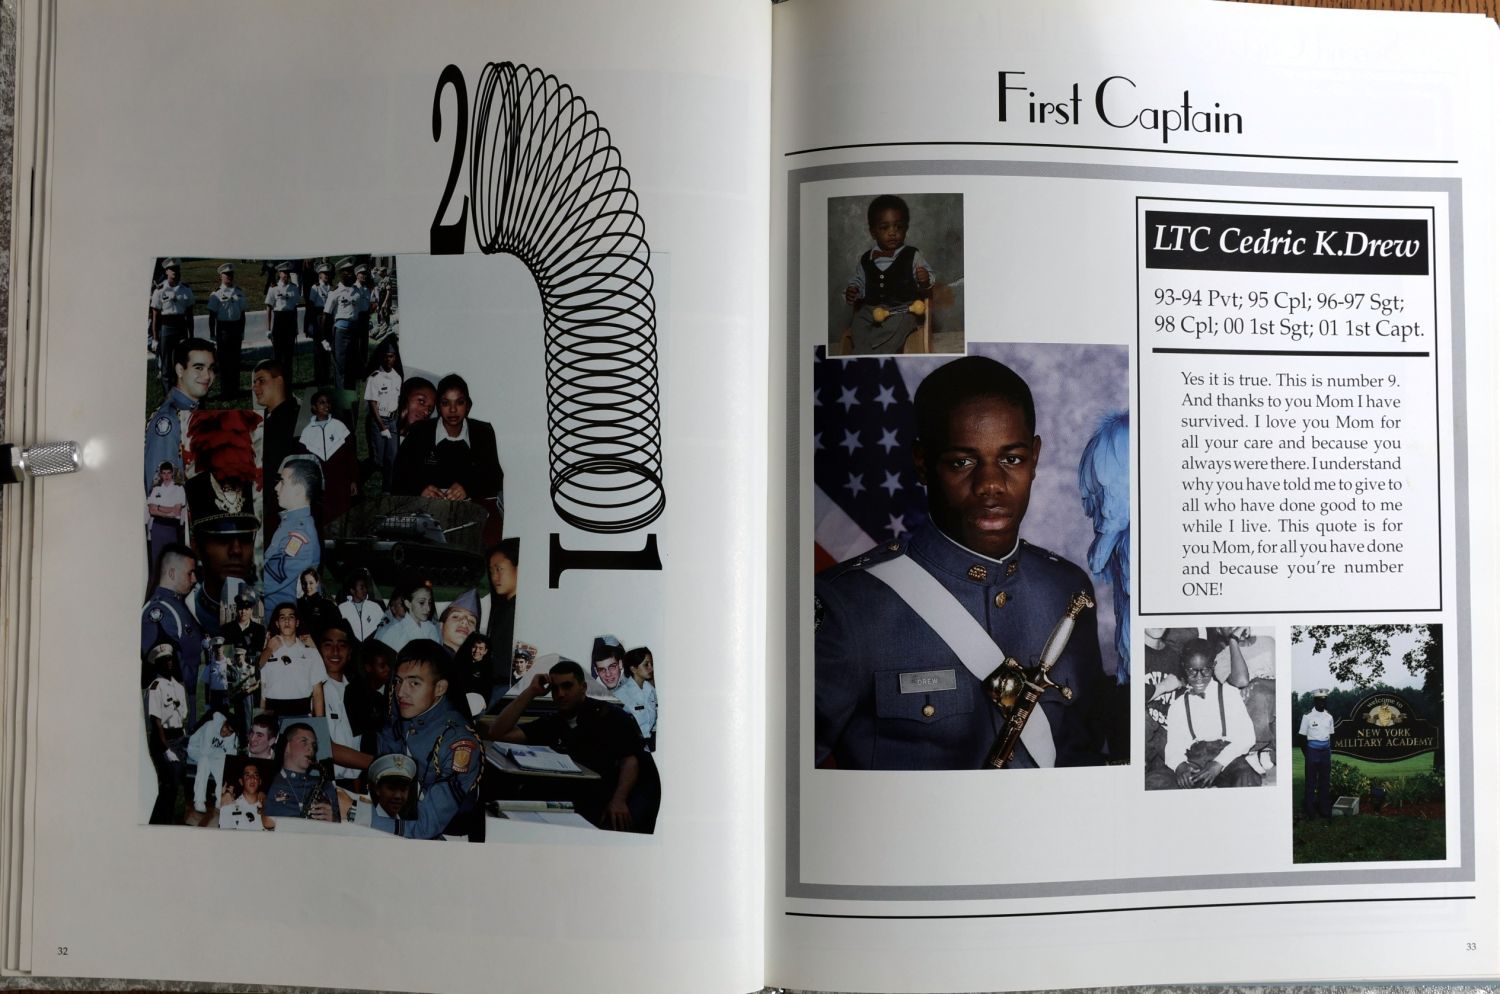 2001
First Captain
LTC Cedric K.Drew
93-94 Pvt; 95 Cpl; 96-97 Sgt;
98 Cpl; 00 1st Sgt; 01 1st Capt.
Yes it is true. This is number 9.
And thanks to you Mom I have
survived. I love you Mom for
all your care and because you
always were there. I understand
why you have told me to give to
all who have done good to me
while I live. This quote is for
you Mom, for all you have done
and because you're number
ONE!
DREW
welcome to
NEW YORK
MILITARY ACADEMY
32
33